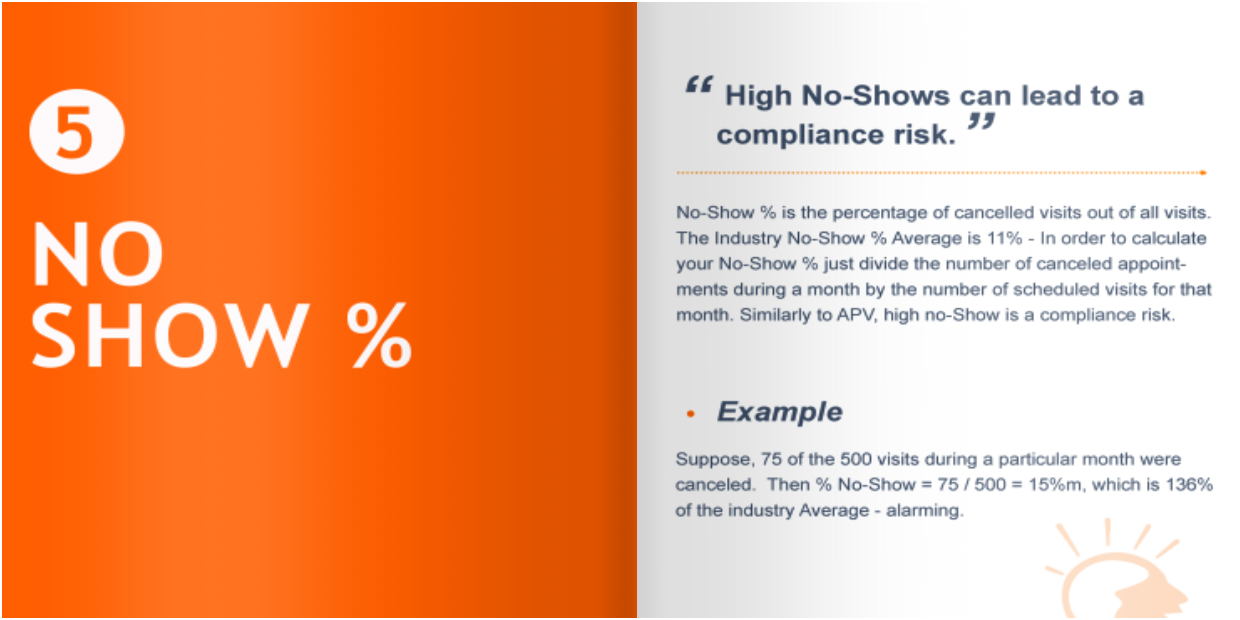 5
NO
SHOW %
“ High No-Shows can lead to a
compliance risk. ”
No-Show % is the percentage of cancelled visits out of all visits.
The Industry No-Show % Average is 11% - In order to calculate
your No-Show % just divide the number of canceled appoint-
ments during a month by the number of scheduled visits for that
month. Similarly to APV, high no-Show is a compliance risk.
• Example
Suppose, 75 of the 500 visits during a particular month were
canceled.  Then % No-Show = 75 / 500 = 15%m, which is 136%
of the industry Average - alarming.